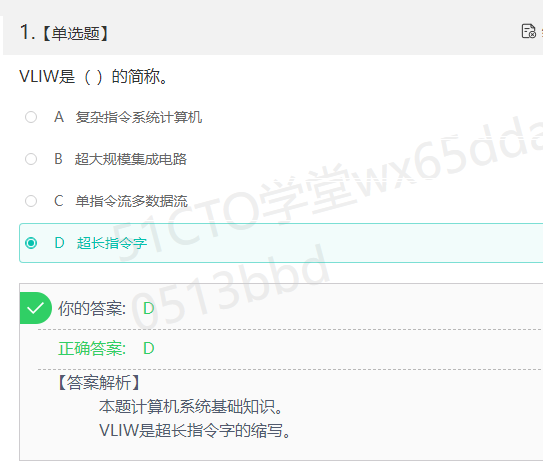 1.【单选题】
VLIW是（ ）的简称。
A 复杂指令系统计算机
B 超大规模集成电路
C 单指令流多数据流
D 超长指令字
51CTO学堂wx65dda
0513bbd
你的答案: D
正确答案: D
【答案解析】
本题计算机系统基础知识。
VLIW是超长指令字的缩写。